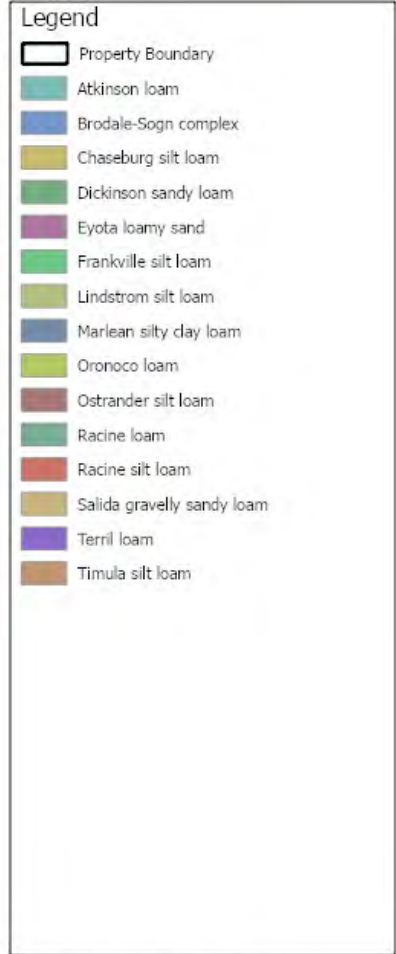 Legend
Property Boundary
Atkinson loam
Brodale-Sogn complex
Chaseburg silt loam
Dickinson sandy loam
Eyota loamy sand
Frankville silt loam
Lindstrom silt loam
Marlean silty clay loam
Oronoco loam
Ostrander silt loam
Racine loam
Racine silt loam
Salida gravelly sandy loam
Terril loam
Timula silt loam